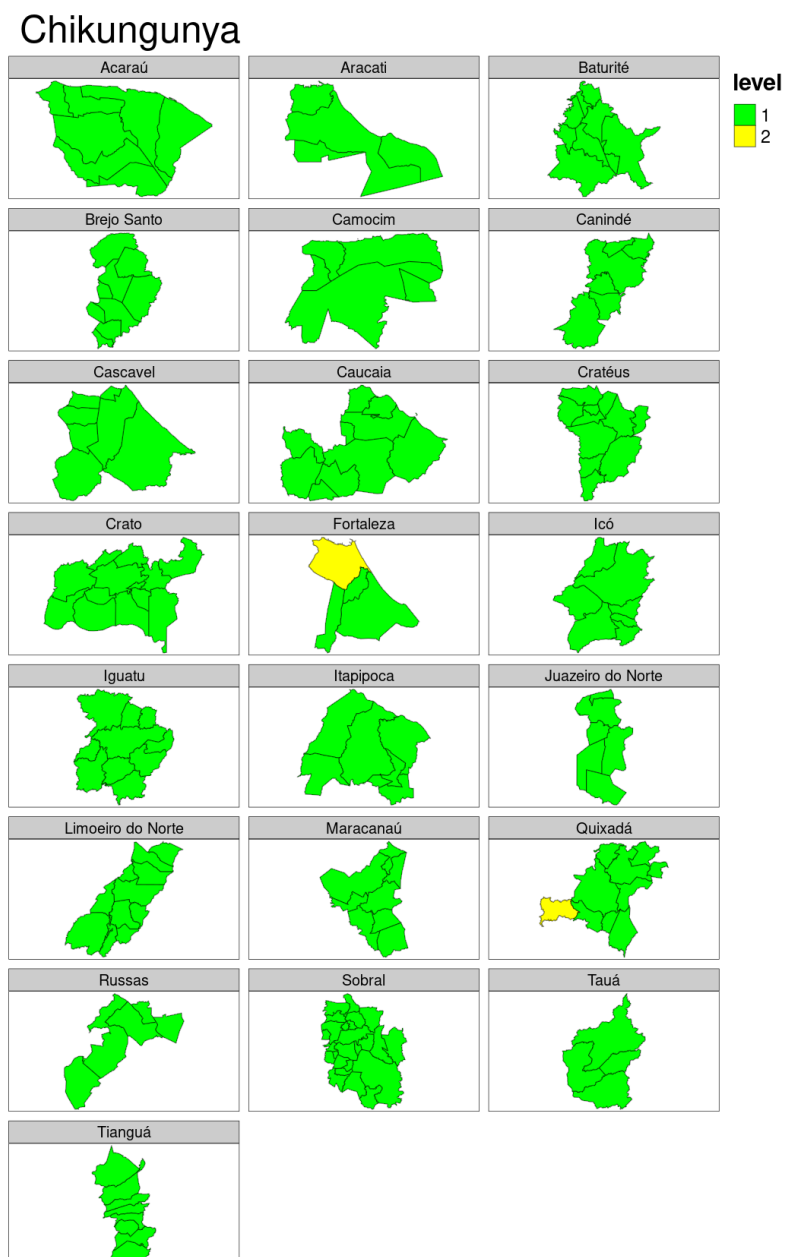 Chikungunya
Acaraú
Aracati
Baturité
level
1
2
Brejo Santo
Camocim
Canindé
Cascavel
Caucaia
Cratéus
Crato
Fortaleza
Icó
Iguatu
Itapipoca
Juazeiro do Norte
Limoeiro do Norte
Maracanaú
Quixadá
Russas
Sobral
Tauá
Tianguá